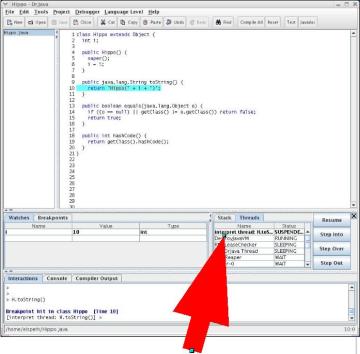 Hippo - DrJava
File Edit Tools Project Debugger Language Level Help
New Open Save Close Cut Copy Paste Undo Find Compile All Reset Test Javadoc
Hippo.java
1 class Hippo extends Object {
2 int i;
3
4 public Hippo() {
5 super();
6
7 }
8
9 public java.lang.String toString() {
10 return "Hippo(" + i + ")";
11 }
12
13 public boolean equals(java.lang.Object o) {
14 if ((o == null) || getClass() != o.getClass()) return false;
15 return true;
16 }
17
18 public int hashCode() {
19 return getClass().hashCode();
20 }
21 }
22
23
24
25
26
27
28
29
30
Watches Breakpoints
Name Value Type
i 10 int
Stack Threads
Name Status
interpret thread: H.toS... SUSPENDE...
RUNNING
LeaseChecker SLEEPING
DrJava Thread SLEEPING
Reaper WAIT
WAIT
Resume
Step Into
Step Over
Step Out
Interactions Console Compiler Output
>
>
> H.toString()
Breakpoint hit in class Hippo [line 10]
[interpret thread: H.toString()] >
10:0